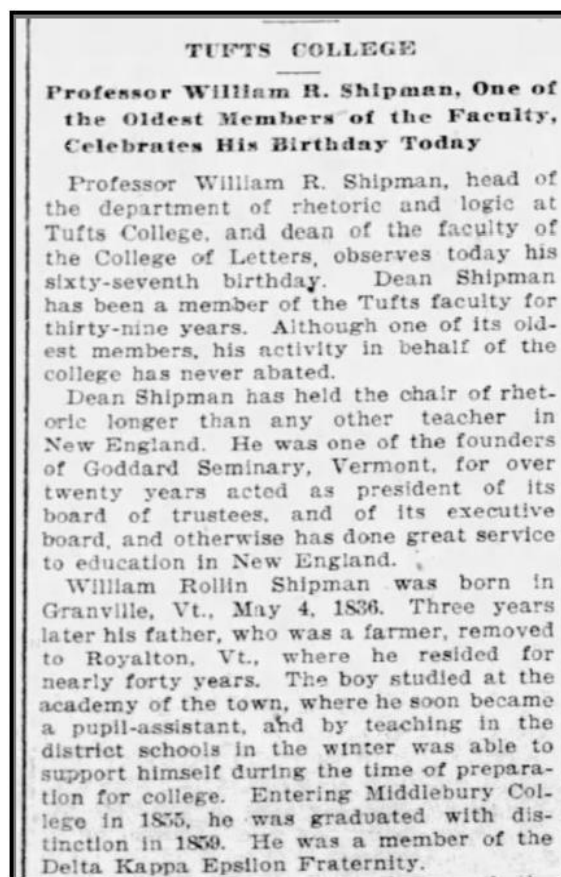 TUFTS COLLEGE
Professor William R. Shipman, One of
the Oldest Members of the Faculty,
Celebrates His Birthday Today
Professor William R. Shipman, head of
the department of rhetoric and logic at
Tufts College, and dean of the faculty of
the College of Letters, observes today his
sixty-seventh birthday. Dean Shipman
has been a member of the Tufts faculty for
thirty-nine years. Although one of its old-
est members, his activity in behalf of the
college has never abated.
Dean Shipman has held the chair of rhet-
oric longer than any other teacher in
New England. He was one of the founders
of Goddard Seminary, Vermont, for over
twenty years acted as president of its
board of trustees, and of its executive
board, and otherwise has done great service
to education in New England.
William Rollin Shipman was born in
Granville, Vt., May 4, 1836. Three years
later his father, who was a farmer, removed
to Royalton, Vt., where he resided for
nearly forty years. The boy studied at the
academy of the town, where he soon became
a pupil-assistant, and by teaching in the
district schools in the winter was able to
support himself during the time of prepara-
tion for college. Entering Middlebury Col-
lege in 1855, he was graduated with dis-
tinction in 1859. He was a member of the
Delta Kappa Epsilon Fraternity.